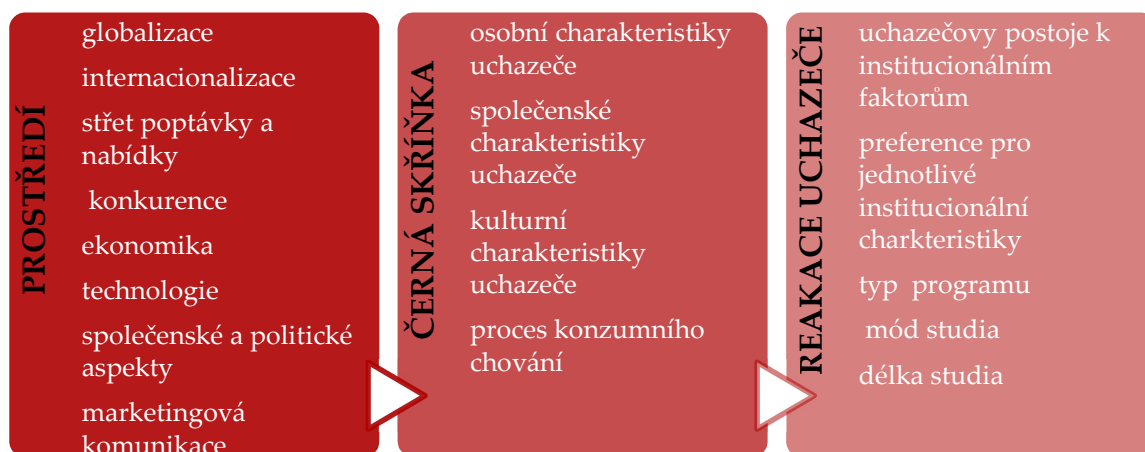 PROSTŘEDÍ
globalizace
internacionalizace
střet poptávky a
nabídky
konkurence
ekonomika
technologie
společenské a politické
aspekty
marketingová
komunikace
ČERNÁ SKŘÍŇKA
osobní charakteristiky
uchazeče
společenské
charakteristiky
uchazeče
kulturní
charakteristiky
uchazeče
proces konzumního
chování
REAKACE UCHAZEČE
uchazečovy postoje k
institucionálním
faktorům
preference pro
jednotlivé
institucionální
charkteristiky
typ programu
mód studia
délka studia